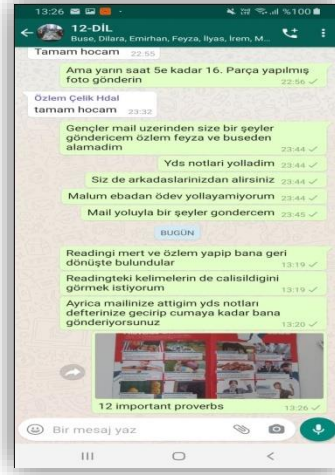 13:26 %100
12-DİL
Buse, Dilara, Emirhan, Feyza, İlyas, İrem, M...
Tamam hocam 22:55
Ama yarın saat 5e kadar 16. Parça yapılmış
foto gönderin 22:56
Özlem Çelik Hdal
tamam hocam 23:32
Gençler mail uzerinden size bir şeyler
göndericem özlem feyza ve buseden
alamadim 23:44
Yds notlari yolladim 23:44
Siz de arkadaslarinizdan alirsiniz 23:44
Malum ebadan ödev yollayamiyorum 23:44
Mail yoluyla bir şeyler gondercem 23:45
BUGÜN
Readingi mert ve özlem yapip bana geri
dönüşte bulundular 13:19
Readingteki kelimelerin de calisildigini
görmek istiyorum 13:19
Ayrica mailinize attigim yds notları
defterinize gecirip cumaya kadar bana
gönderiyorsunuz 13:20
12 important proverbs 13:26
Bir mesaj yaz